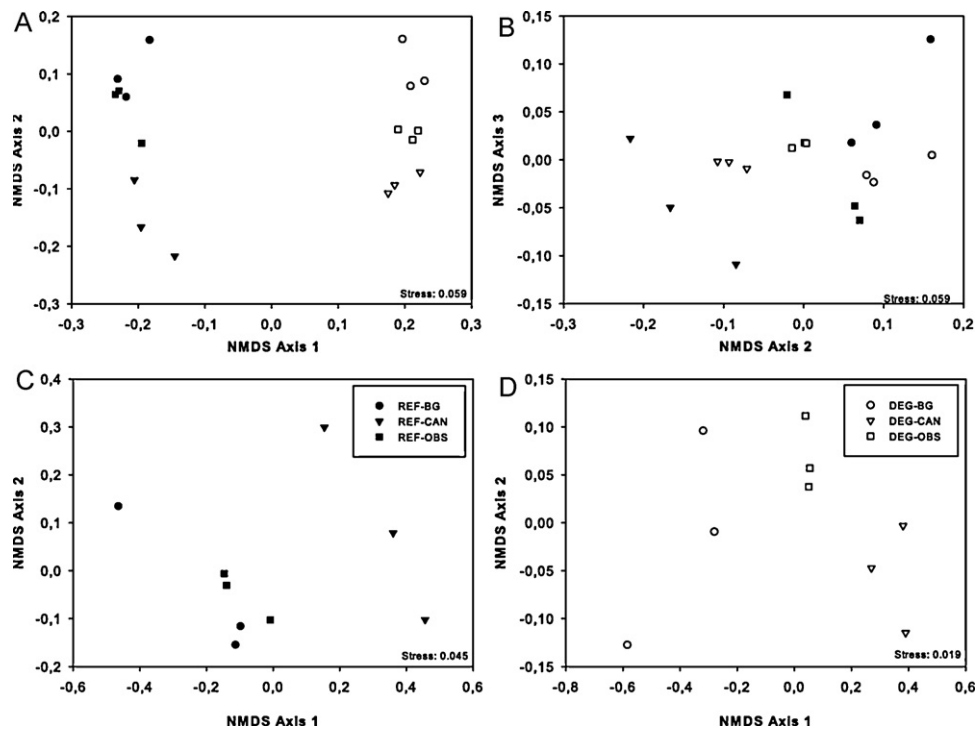 A
0,2
0,1
0,0
-0,1
-0,2
-0,3
NMDS Axis 2
Stress: 0.059
-0,3 -0,2 -0,1 0,0 0,1 0,2 0,3
NMDS Axis 1
B
0,15
0,10
0,05
0,00
-0,05
-0,10
-0,15
NMDS Axis 3
Stress: 0.059
-0,3 -0,2 -0,1 0,0 0,1 0,2
NMDS Axis 2
C
0,4
0,3
0,2
0,1
0,0
-0,1
-0,2
NMDS Axis 2
REF-BG
REF-CAN
REF-OBS
Stress: 0.045
-0,6 -0,4 -0,2 0,0 0,2 0,4 0,6
NMDS Axis 1
D
0,15
0,10
0,05
0,00
-0,05
-0,10
-0,15
NMDS Axis 2
DEG-BG
DEG-CAN
DEG-OBS
Stress: 0.019
-0,8 -0,6 -0,4 -0,2 0,0 0,2 0,4 0,6
NMDS Axis 1